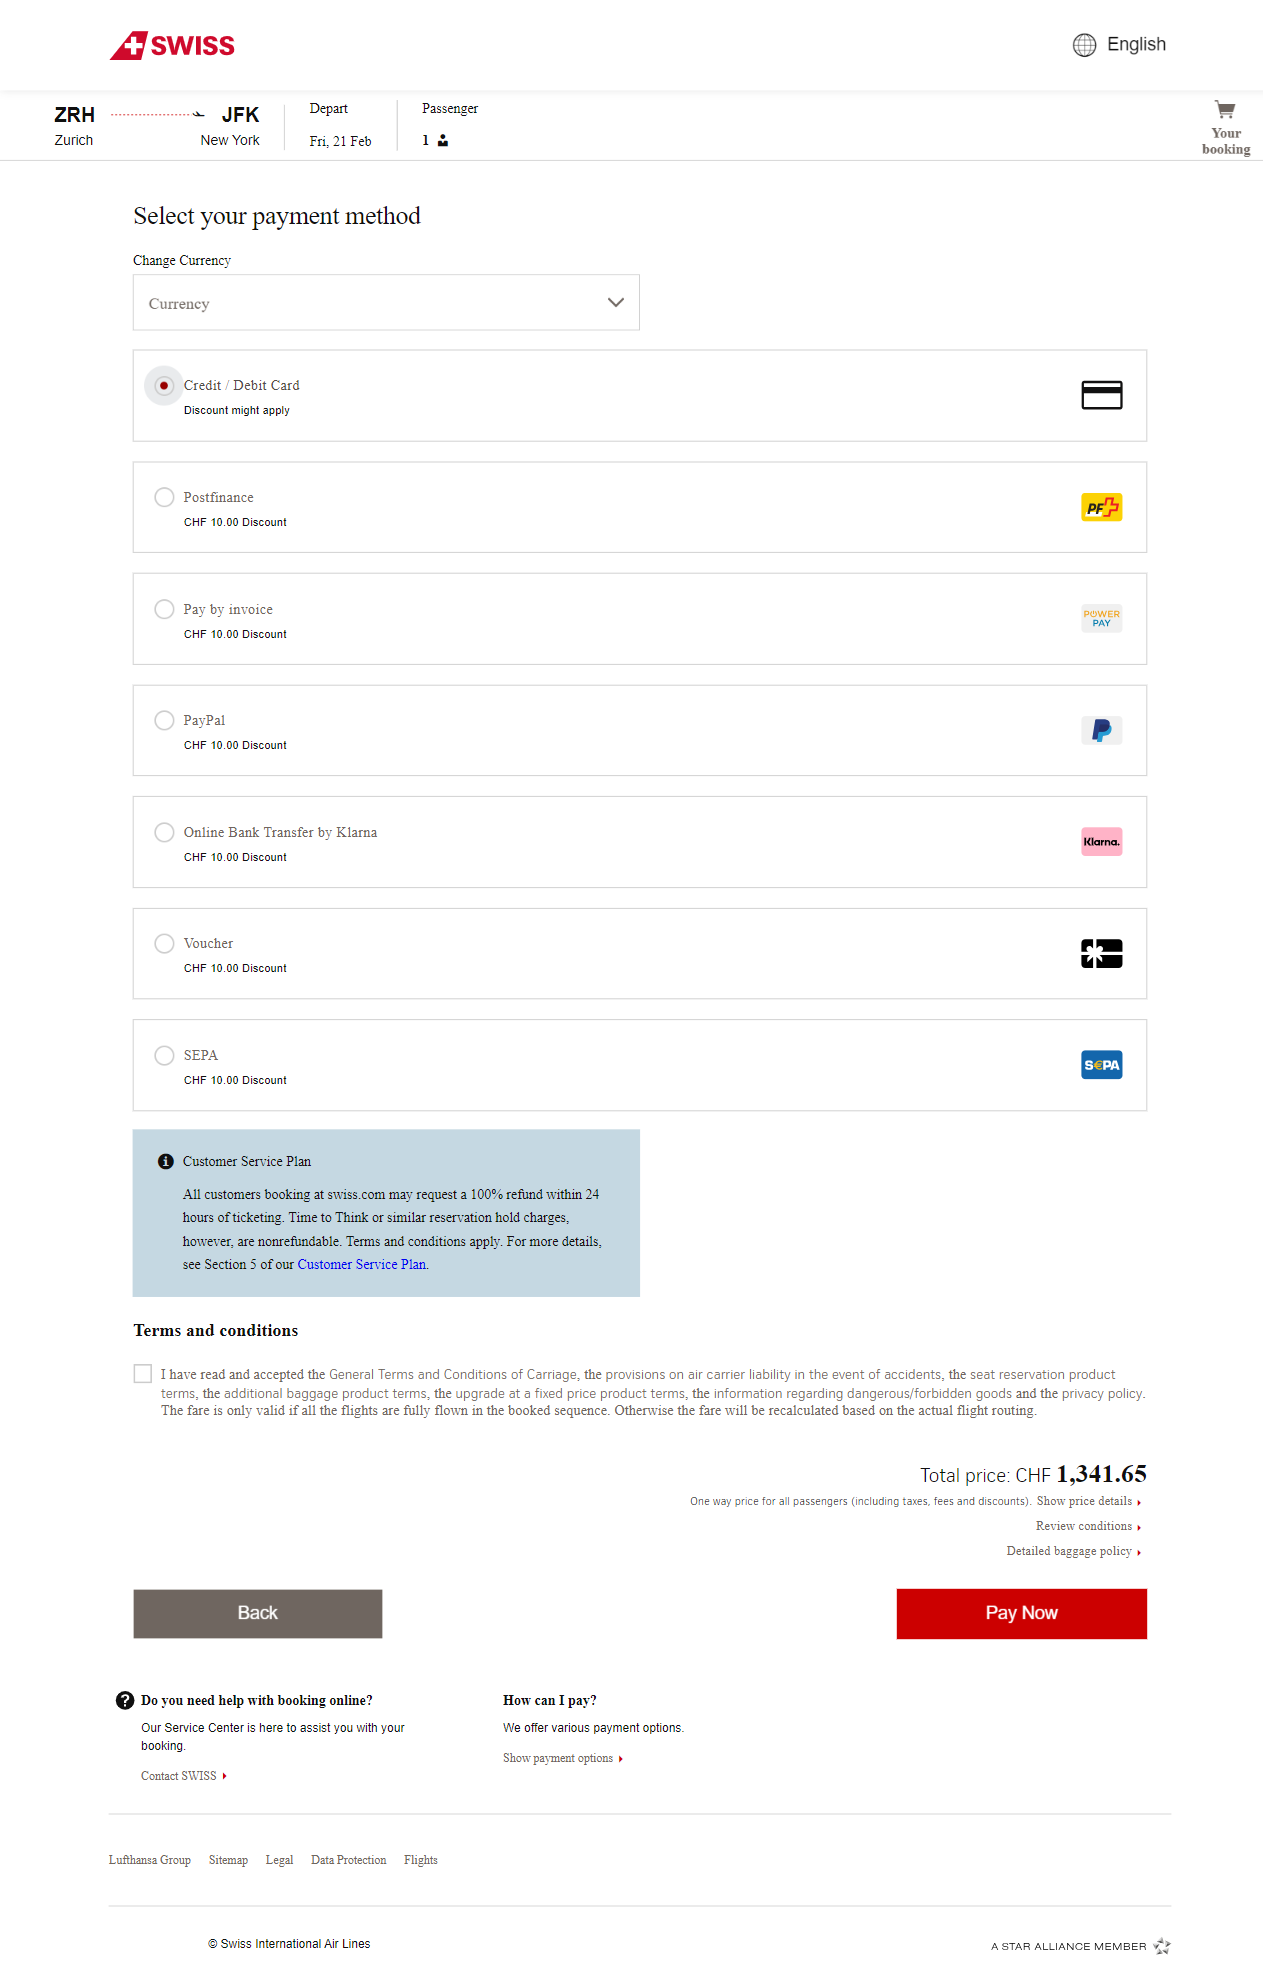 SWISS
English
ZRH JFK
Zurich New York
Depart
Fri, 21 Feb
Passenger
1
Your
booking
Select your payment method
Change Currency
Currency
Credit / Debit Card
Discount might apply
Postfinance
CHF 10.00 Discount
PF
Pay by invoice
CHF 10.00 Discount
POWER
PAY
PayPal
CHF 10.00 Discount
P
Online Bank Transfer by Klarna
CHF 10.00 Discount
Klarna.
Voucher
CHF 10.00 Discount
SEPA
CHF 10.00 Discount
S€PA
Customer Service Plan
All customers booking at swiss.com may request a 100% refund within 24
hours of ticketing. Time to Think or similar reservation hold charges,
however, are nonrefundable. Terms and conditions apply. For more details,
see Section 5 of our Customer Service Plan.
Terms and conditions
I have read and accepted the General Terms and Conditions of Carriage, the provisions on air carrier liability in the event of accidents, the seat reservation product
terms, the additional baggage product terms, the upgrade at a fixed price product terms, the information regarding dangerous/forbidden goods and the privacy policy.
The fare is only valid if all the flights are fully flown in the booked sequence. Otherwise the fare will be recalculated based on the actual flight routing.
Total price: CHF 1,341.65
One way price for all passengers (including taxes, fees and discounts). Show price details
Review conditions
Detailed baggage policy
Back
Pay Now
Do you need help with booking online?
Our Service Center is here to assist you with your
booking.
Contact SWISS
How can I pay?
We offer various payment options.
Show payment options
Lufthansa Group Sitemap Legal Data Protection Flights
© Swiss International Air Lines
A STAR ALLIANCE MEMBER